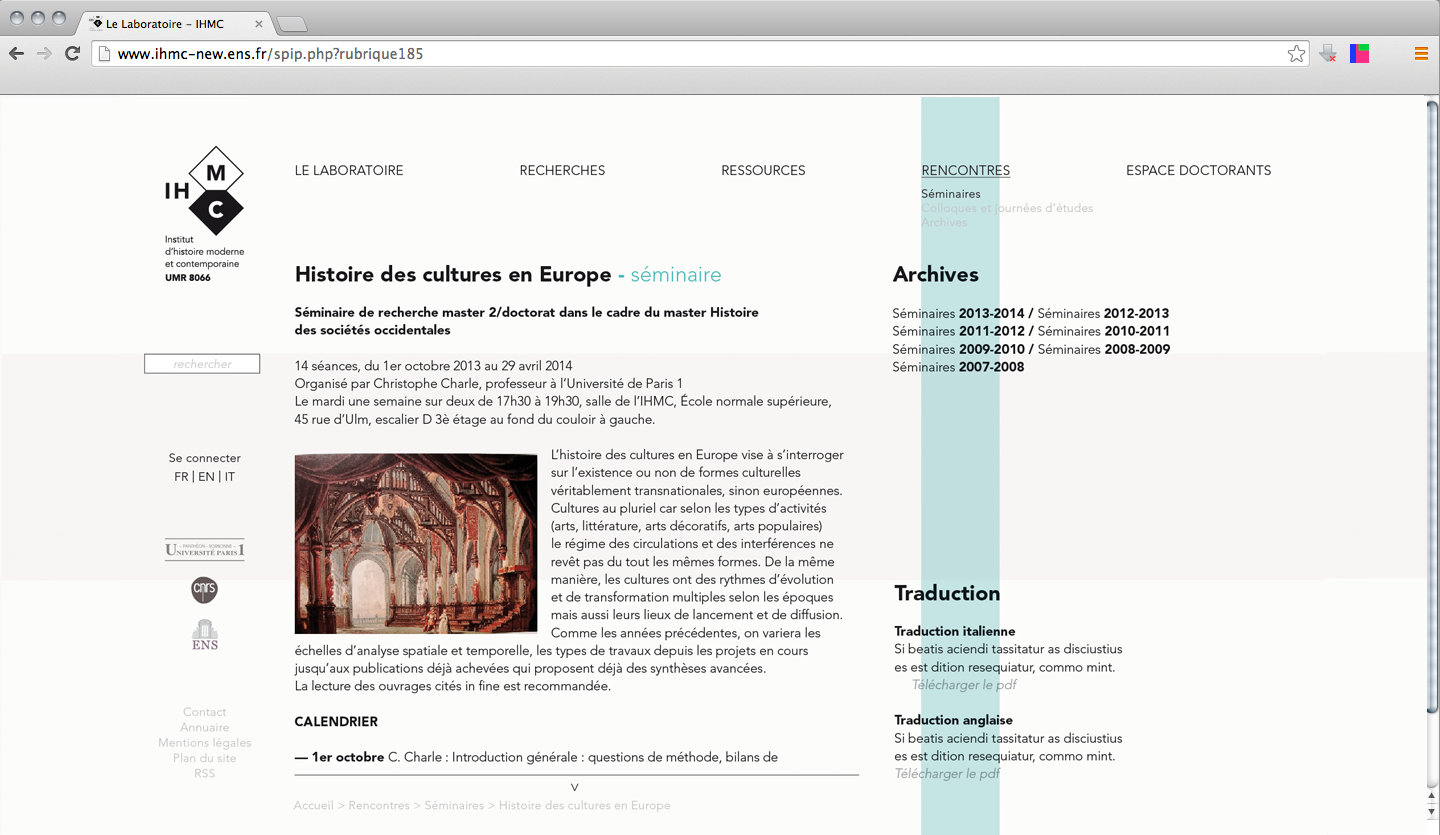 Le Laboratoire – IHMC
www.ihmc-new.ens.fr/spip.php?rubrique185
IH M C
Institut
d'histoire moderne
et contemporaine
UMR 8066
LE LABORATOIRE
RECHERCHES
RESSOURCES
RENCONTRES
ESPACE DOCTORANTS
Séminaires
Colloques et journées d'études
Archives
rechercher
Se connecter
FR | EN | IT
– PANTHÉON - SORBONNE –
UNIVERSITÉ PARIS 1
cnrs
ENS
Contact
Annuaire
Mentions légales
Plan du site
RSS
Histoire des cultures en Europe - séminaire
Séminaire de recherche master 2/doctorat dans le cadre du master Histoire
des sociétés occidentales
14 séances, du 1er octobre 2013 au 29 avril 2014
Organisé par Christophe Charle, professeur à l'Université de Paris 1
Le mardi une semaine sur deux de 17h30 à 19h30, salle de l'IHMC, École normale supérieure,
45 rue d'Ulm, escalier D 3è étage au fond du couloir à gauche.
L'histoire des cultures en Europe vise à s'interroger
sur l'existence ou non de formes culturelles
véritablement transnationales, sinon européennes.
Cultures au pluriel car selon les types d'activités
(arts, littérature, arts décoratifs, arts populaires)
le régime des circulations et des interférences ne
revêt pas du tout les mêmes formes. De la même
manière, les cultures ont des rythmes d'évolution
et de transformation multiples selon les époques
mais aussi leurs lieux de lancement et de diffusion.
Comme les années précédentes, on variera les
échelles d'analyse spatiale et temporelle, les types de travaux depuis les projets en cours
jusqu'aux publications déjà achevées qui proposent déjà des synthèses avancées.
La lecture des ouvrages cités in fine est recommandée.
CALENDRIER
— 1er octobre C. Charle : Introduction générale : questions de méthode, bilans de
V
Accueil > Rencontres > Séminaires > Histoire des cultures en Europe
Archives
Séminaires 2013-2014 / Séminaires 2012-2013
Séminaires 2011-2012 / Séminaires 2010-2011
Séminaires 2009-2010 / Séminaires 2008-2009
Séminaires 2007-2008
Traduction
Traduction italienne
Si beatis aciendi tassitatur as disciustius
es est dition resequiatur, commo mint.
Télécharger le pdf
Traduction anglaise
Si beatis aciendi tassitatur as disciustius
es est dition resequiatur, commo mint.
Télécharger le pdf